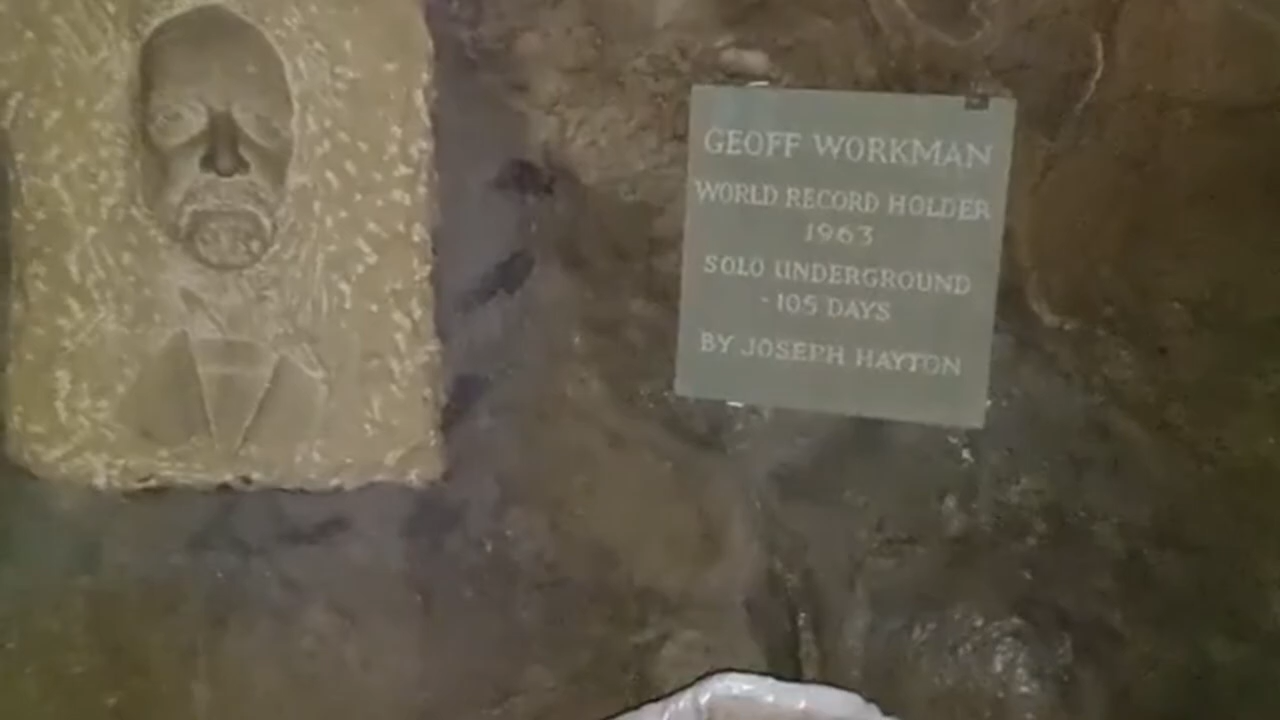 GEOFF WORKMAN
WORLD RECORD HOLDER
1963
SOLO UNDERGROUND
- 105 DAYS
BY JOSEPH HAYTON